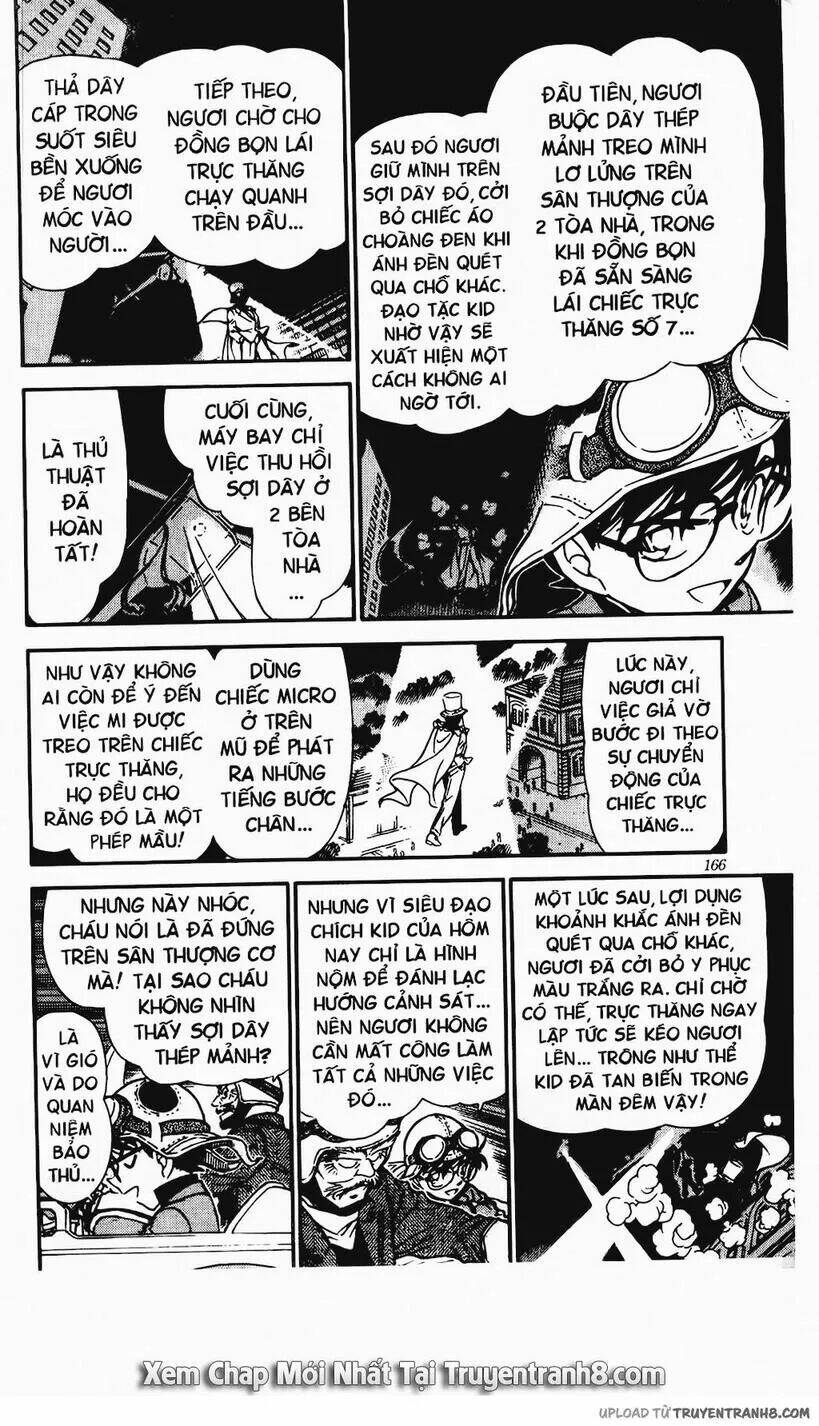 ĐẦU TIÊN, NGƯƠI
BUỘC DÂY THÉP
MẢNH TREO MÌNH
LƠ LỬNG TRÊN
SÂN THƯỢNG CỦA
2 TÒA NHÀ, TRONG
KHI ĐỒNG BỌN
ĐÃ SẴN SÀNG
LÁI CHIẾC TRỰC
THĂNG SỐ 7...
SAU ĐÓ NGƯƠI
GIỮ MÌNH TRÊN
SỢI DÂY ĐÓ, CỞI
BỎ CHIẾC ÁO
CHOÀNG ĐEN KHI
ÁNH ĐÈN QUÉT
QUA CHỖ KHÁC.
ĐẠO TẶC KID
NHỜ VẬY SẼ
XUẤT HIỆN MỘT
CÁCH KHÔNG AI
NGỜ TỚI.
TIẾP THEO,
NGƯƠI CHỜ CHO
ĐỒNG BỌN LÁI
TRỰC THĂNG
CHẠY QUANH
TRÊN ĐẦU...
THẢ DÂY
CÁP TRONG
SUỐT SIÊU
BỀN XUỐNG
ĐỂ NGƯƠI
MÓC VÀO
NGƯỜI...
CUỐI CÙNG,
MÁY BAY CHỈ
VIỆC THU HỒI
SỢI DÂY Ở
2 BÊN
TÒA
NHÀ
...
LÀ THỦ
THUẬT
ĐÃ
HOÀN
TẤT!
LÚC NÀY,
NGƯƠI CHỈ
VIỆC GIẢ VỜ
BƯỚC ĐI THEO
SỰ CHUYỂN
ĐỘNG CỦA
CHIẾC TRỰC
THĂNG...
DÙNG
CHIẾC MICRO
Ở TRÊN
MŨ ĐỂ PHÁT
RA NHỮNG
TIẾNG BƯỚC
CHÂN...
NHƯ VẬY KHÔNG
AI CÒN ĐỂ Ý ĐẾN
VIỆC MI ĐƯỢC
TREO TRÊN CHIẾC
TRỰC THĂNG,
HỌ ĐỀU CHO
RẰNG ĐÓ LÀ MỘT
PHÉP MẦU!
166
MỘT LÚC SAU, LỢI DỤNG
KHOẢNH KHẮC ÁNH ĐÈN
QUÉT QUA CHỖ KHÁC,
NGƯƠI ĐÃ CỞI BỎ Y PHỤC
MÀU TRẮNG RA. CHỈ CHỜ
CÓ THẾ, TRỰC THĂNG NGAY
LẬP TỨC SẼ KÉO NGƯƠI
LÊN... TRÔNG NHƯ THỂ
KID ĐÃ TAN BIẾN TRONG
MÀN ĐÊM VẬY!
NHƯNG VÌ SIÊU ĐẠO
CHÍCH KID CỦA HÔM
NAY CHỈ LÀ HÌNH
NỘM ĐỂ ĐÁNH LẠC
HƯỚNG CẢNH SÁT...
NÊN NGƯƠI KHÔNG
CẦN MẤT CÔNG LÀM
TẤT CẢ NHỮNG VIỆC
ĐÓ...
NHƯNG NÀY NHÓC,
CHÁU NÓI LÀ ĐÃ ĐỨNG
TRÊN SÂN THƯỢNG CƠ
MÀ! TẠI SAO CHÁU
KHÔNG NHÌN
THẤY SỢI DÂY
THÉP MẢNH?
LÀ
VÌ GIÓ
VÀ DO
QUAN
NIỆM
BẢO
THỦ...
Xem Chap Mới Nhất Tại Truyentranh8.com
UPLOAD TỪ TRUYENTRANH8.COM